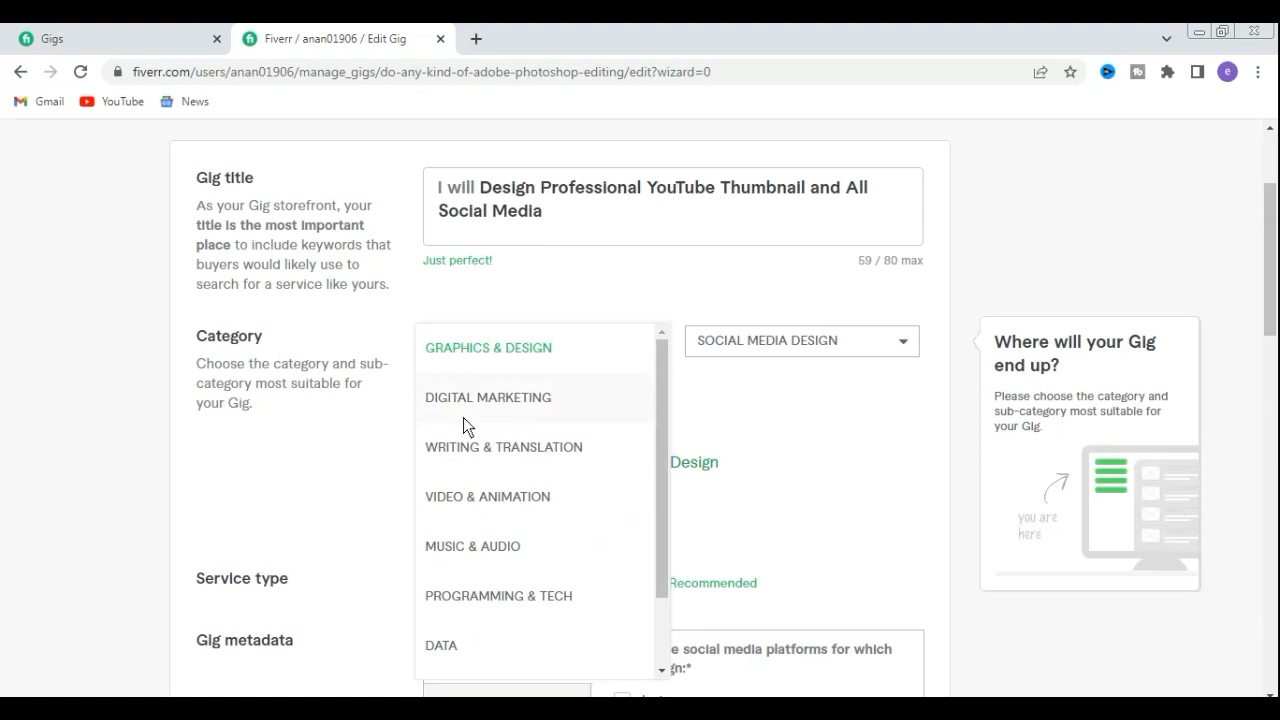 Gigs
Fiverr / anan01906 / Edit Gig
fiverr.com/users/anan01906/manage_gigs/do-any-kind-of-adobe-photoshop-editing/edit?wizard=0
e
Gmail
YouTube
News
Gig title
As your Gig storefront, your
title is the most important
place to include keywords that
buyers would likely use to
search for a service like yours.
I will Design Professional YouTube Thumbnail and All
Social Media
Just perfect!
59 / 80 max
Category
Choose the category and sub-
category most suitable for
your Gig.
GRAPHICS & DESIGN
DIGITAL MARKETING
WRITING & TRANSLATION
VIDEO & ANIMATION
MUSIC & AUDIO
PROGRAMMING & TECH
DATA
SOCIAL MEDIA DESIGN
Design
Where will your Gig
end up?
Please choose the category and
sub-category most suitable for
your GIg.
you are
here
Service type
Recommended
Gig metadata
e social media platforms for which
gn:*